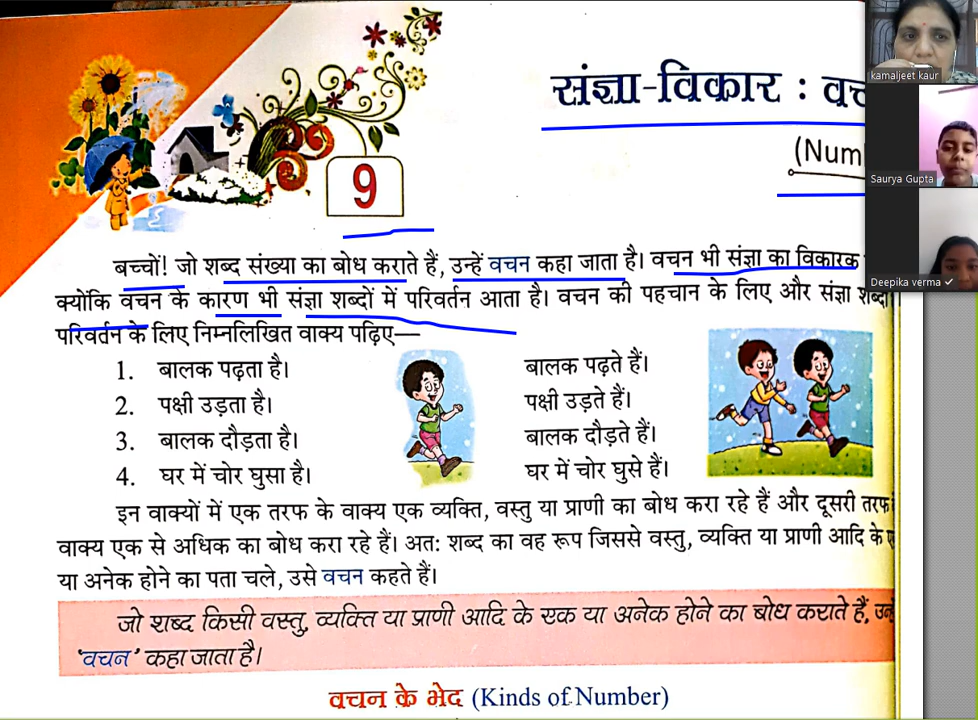 संज्ञा-विकार : वच
(Num
9
बच्चों! जो शब्द संख्या का बोध कराते हैं, उन्हें वचन कहा जाता है। वचन भी संज्ञा का विकारक
क्योंकि वचन के कारण भी संज्ञा शब्दों में परिवर्तन आता है। वचन की पहचान के लिए और संज्ञा शब्दों
परिवर्तन के लिए निम्नलिखित वाक्य पढ़िए—
1. बालक पढ़ता है। बालक पढ़ते हैं।
2. पक्षी उड़ता है। पक्षी उड़ते हैं।
3. बालक दौड़ता है। बालक दौड़ते हैं।
4. घर में चोर घुसा है। घर में चोर घुसे हैं।
इन वाक्यों में एक तरफ के वाक्य एक व्यक्ति, वस्तु या प्राणी का बोध करा रहे हैं और दूसरी तरफ
वाक्य एक से अधिक का बोध करा रहे हैं। अत: शब्द का वह रूप जिससे वस्तु, व्यक्ति या प्राणी आदि के ए
या अनेक होने का पता चले, उसे वचन कहते हैं।
जो शब्द किसी वस्तु, व्यक्ति या प्राणी आदि के एक या अनेक होने का बोध कराते हैं, उन्हें
'वचन' कहा जाता है।
वचन के भेद (Kinds of Number)
kamaljeet kaur
Saurya Gupta
Deepika verma